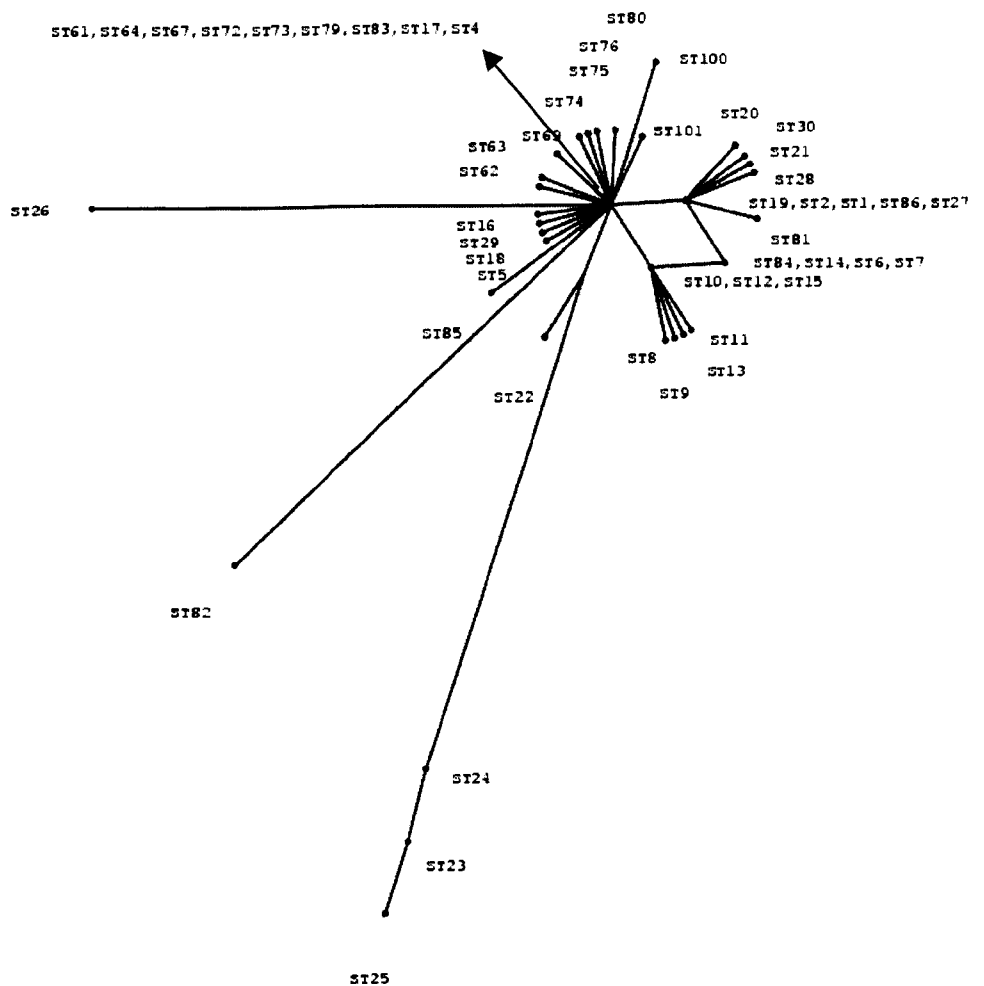 ST80
ST61, ST64, ST67, ST72, ST73, ST79, ST83, ST17, ST4
ST76
ST100
ST75
ST74
ST20
ST30
ST69
ST101
ST63
ST21
ST62
ST28
ST19, ST2, ST1, ST86, ST27
ST26
ST16
ST81
ST29
ST18
ST84, ST14, ST6, ST7
ST5
ST10, ST12, ST15
ST85
ST11
ST8
ST13
ST9
ST22
ST82
ST24
ST23
ST25